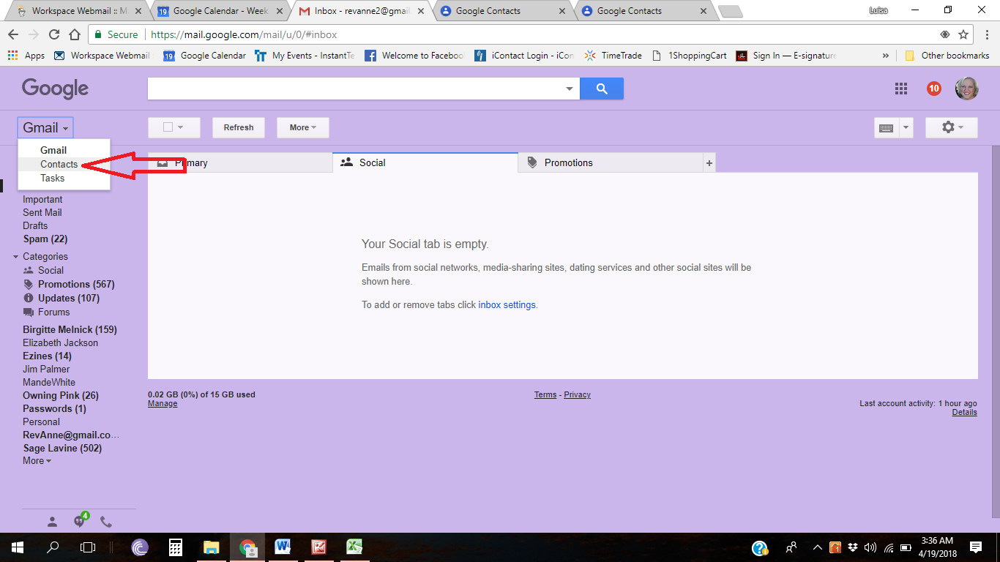 Workspace Webmail :: M
Google Calendar - Week
Inbox - revanne2@gmail
Google Contacts
Google Contacts
Luisa
Secure
https://mail.google.com/mail/u/0/#inbox
Apps
Workspace Webmail
Google Calendar
My Events - InstantTe
Welcome to Faceboo
iContact Login - iCon
TimeTrade
1ShoppingCart
Sign In — E-signature
»
Other bookmarks
Google
10
Gmail
Refresh
More
Gmail
Contacts
Tasks
Primary
Social
Promotions
+
Important
Sent Mail
Drafts
Spam (22)
Categories
Social
Promotions (567)
Updates (107)
Forums
Birgitte Melnick (159)
Elizabeth Jackson
Ezines (14)
Jim Palmer
MandeWhite
Owning Pink (26)
Passwords (1)
Personal
RevAnne@gmail.co...
Sage Lavine (502)
More
Your Social tab is empty.
Emails from social networks, media-sharing sites, dating services and other social sites will be
shown here.
To add or remove tabs click inbox settings.
0.02 GB (0%) of 15 GB used
Manage
Terms - Privacy
Last account activity: 1 hour ago
Details
4
3:36 AM
4/19/2018